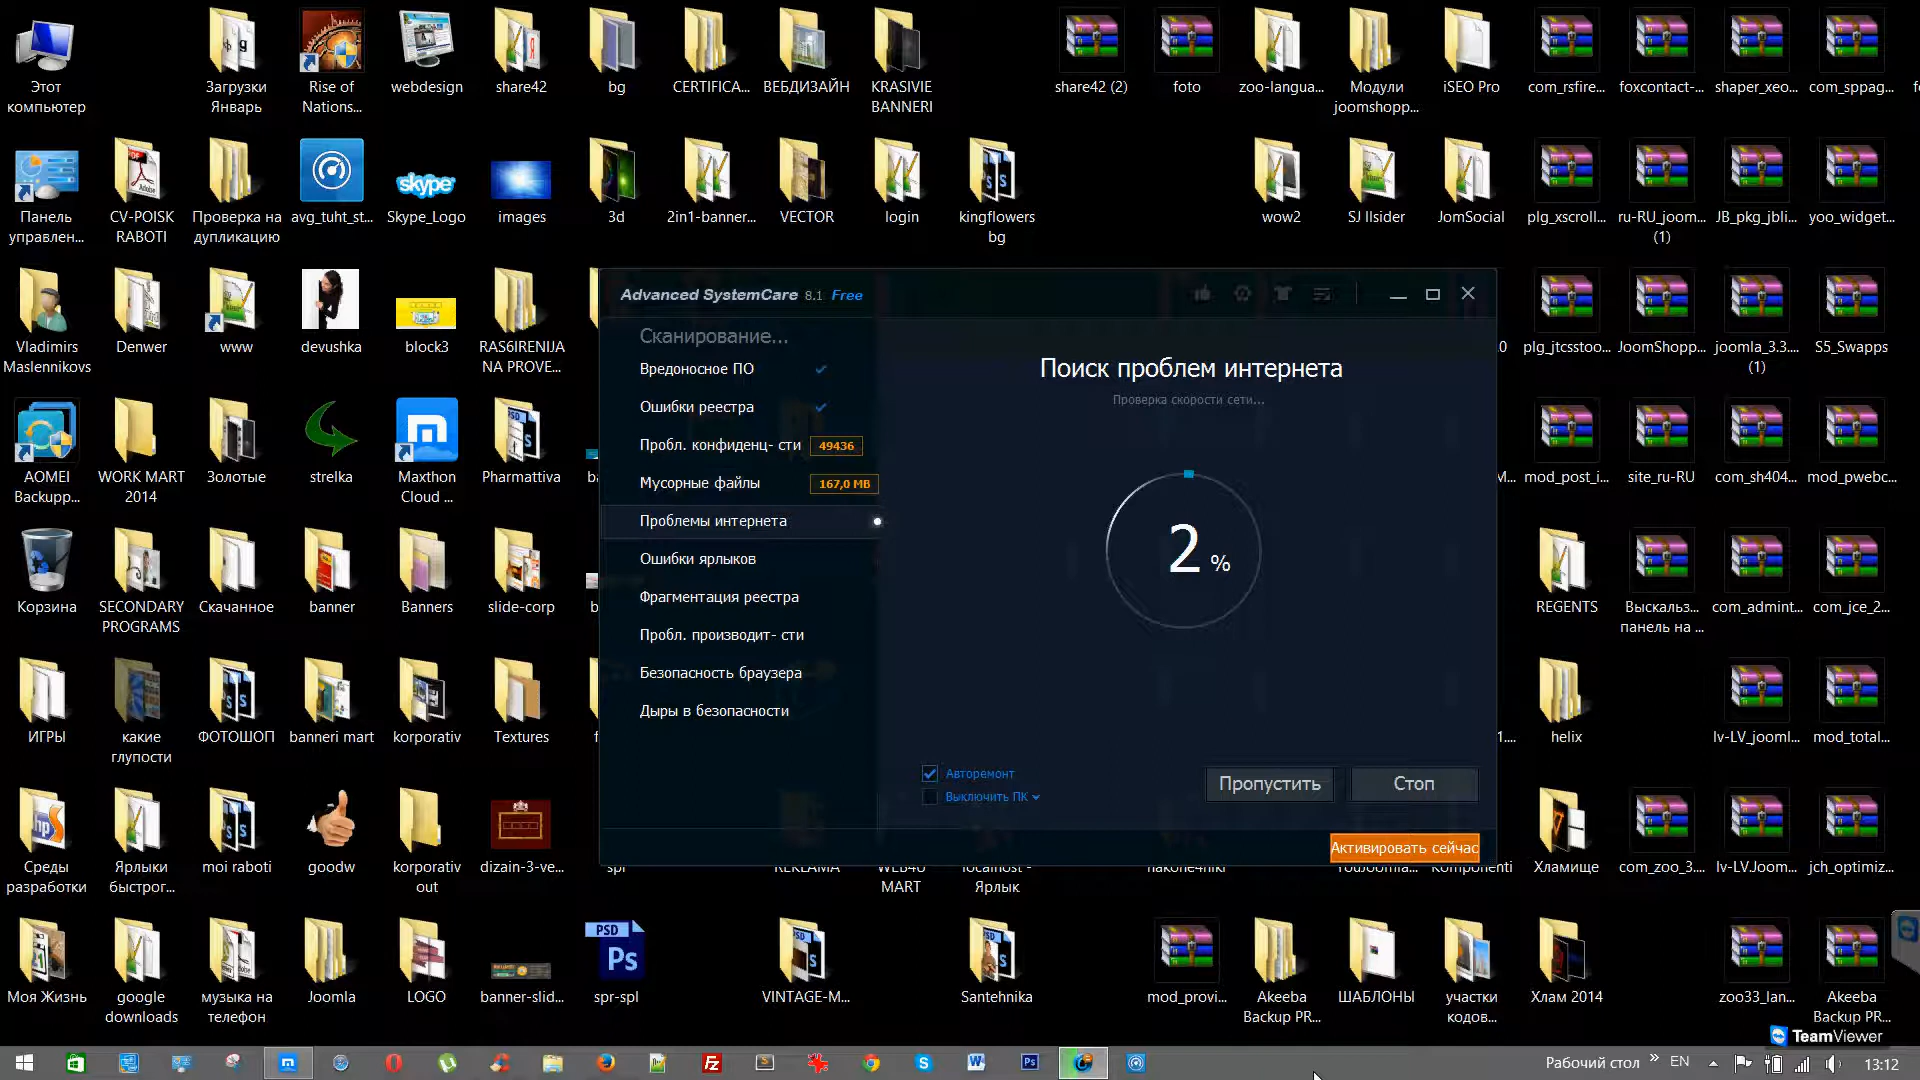 Этот
компьютер
Загрузки
Январь
Rise of
Nations...
webdesign
share42
bg
CERTIFICA...
ВЕБДИЗАЙН
KRASIVIE
BANNERI
share42 (2)
foto
zoo-langua...
Модули
joomshopp...
iSEO Pro
com_rsfire...
foxcontact-...
shaper_xeo...
com_sppag...
Панель
управлен...
CV-POISK
RABOTI
Проверка на
дупликацию
avg_tuht_st...
Skype_Logo
images
3d
2in1-banner...
VECTOR
login
kingflowers
bg
wow2
SJ Ilsider
JomSocial
plg_xscroll...
ru-RU_joom...
(1)
JB_pkg_jbli...
yoo_widget...
Vladimirs
Maslennikovs
Denwer
www
devushka
block3
RAS6IRENIJA
NA PROVE...
plg_jtcsstoo...
JoomShopp...
joomla_3.3....
(1)
S5_Swapps
AOMEI
Backupp...
WORK MART
2014
Золотые
strelka
Maxthon
Cloud ...
Pharmattiva
mod_post_i...
site_ru-RU
com_sh404...
mod_pwebc...
Корзина
SECONDARY
PROGRAMS
Скачанное
banner
Banners
slide-corp
REGENTS
Выскальз...
панель на ...
com_admint...
com_jce_2...
ИГРЫ
какие
глупости
ФОТОШОП
banneri mart
korporativ
Textures
helix
lv-LV_jooml...
mod_total...
Среды
разработки
Ярлыки
быстрог...
moi raboti
goodw
korporativ
out
dizain-3-ve...
spr
REKLAMA
WEB4U
MART
localhost -
Ярлык
nakone4niki
YouJoomla...
Komponenti
Хламище
com_zoo_3....
lv-LV.Joom...
jch_optimiz...
Моя Жизнь
google
downloads
музыка на
телефон
Joomla
LOGO
banner-slid...
spr-spl
VINTAGE-M...
Santehnika
mod_provi...
Akeeba
Backup PR...
ШАБЛОНЫ
участки
кодов...
Хлам 2014
zoo33_lan...
Akeeba
Backup PR...
Advanced SystemCare 8.1 Free
Сканирование...
Вредоносное ПО
Ошибки реестра
Пробл. конфиденц- сти 49436
Мусорные файлы 167,0 MB
Проблемы интернета
Ошибки ярлыков
Фрагментация реестра
Пробл. производит- сти
Безопасность браузера
Дыры в безопасности
Поиск проблем интернета
Проверка скорости сети...
2 %
Авторемонт
Выключить ПК
Пропустить
Стоп
Активировать сейчас
TeamViewer
Рабочий стол
EN
13:12